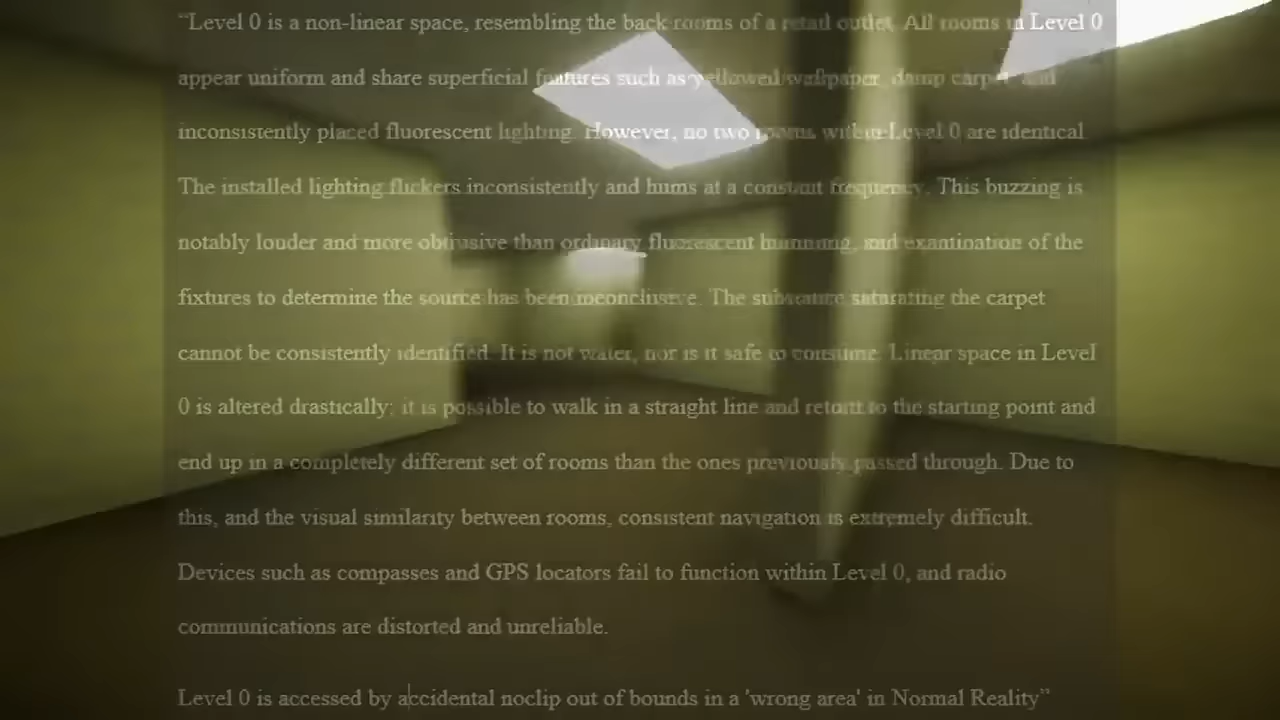 “Level 0 is a non-linear space, resembling the back rooms of a retail outlet. All rooms in Level 0
appear uniform and share superficial features such as yellowed wallpaper, damp carpet, and
inconsistently placed fluorescent lighting. However, no two rooms within Level 0 are identical.
The installed lighting flickers inconsistently and hums at a constant frequency. This buzzing is
notably louder and more obtrusive than ordinary fluorescent humming, and examination of the
fixtures to determine the source has been inconclusive. The substance saturating the carpet
cannot be consistently identified. It is not water, nor is it safe to consume. Linear space in Level
0 is altered drastically; it is possible to walk in a straight line and return to the starting point and
end up in a completely different set of rooms than the ones previously passed through. Due to
this, and the visual similarity between rooms, consistent navigation is extremely difficult.
Devices such as compasses and GPS locators fail to function within Level 0, and radio
communications are distorted and unreliable.
Level 0 is accessed by accidental noclip out of bounds in a 'wrong area' in Normal Reality”